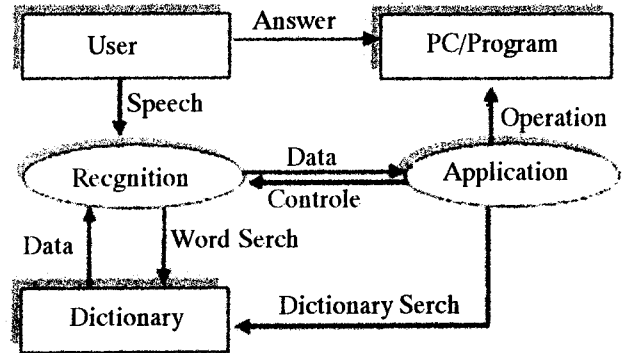 User
Answer
PC/Program
Speech
Operation
Recgnition
Data
Controle
Application
Data
Word Serch
Dictionary
Dictionary Serch